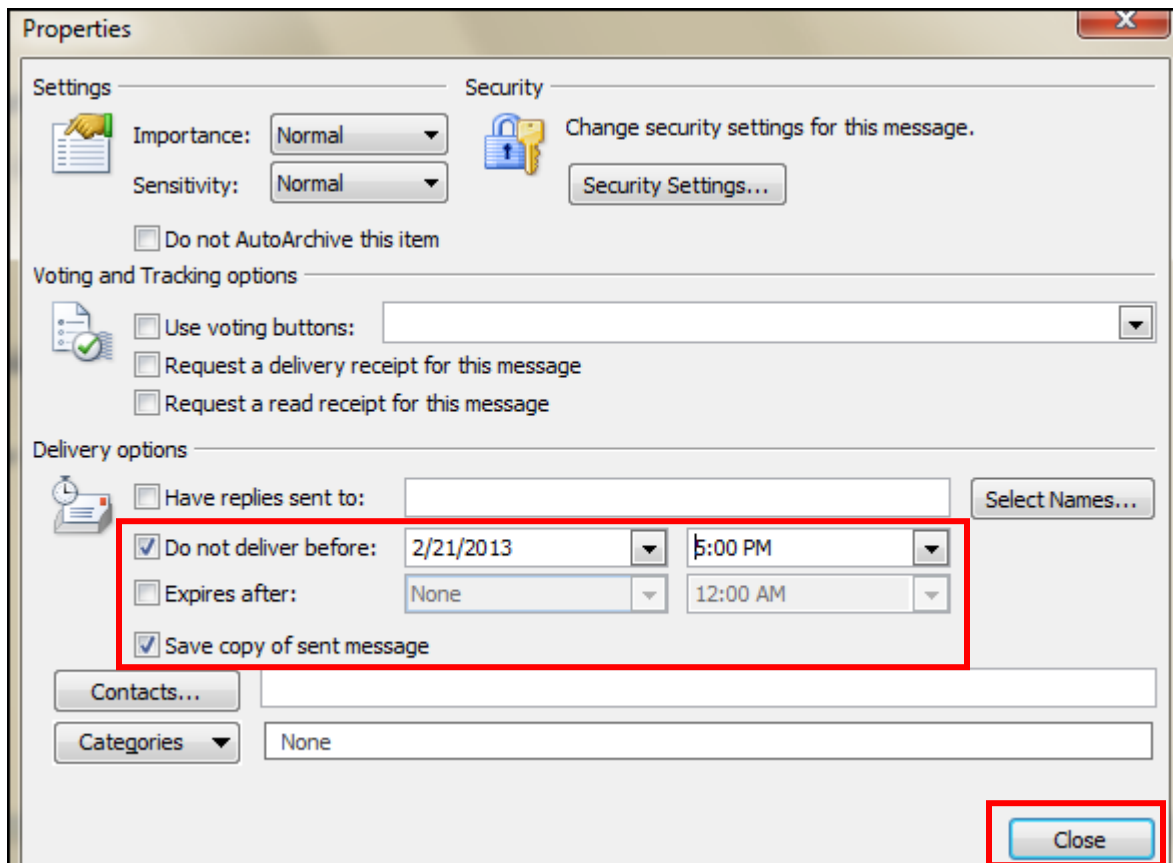 Properties
Settings
Security
Importance: Normal
Change security settings for this message.
Sensitivity: Normal
Security Settings...
Do not AutoArchive this item
Voting and Tracking options
Use voting buttons:
Request a delivery receipt for this message
Request a read receipt for this message
Delivery options
Have replies sent to:
Select Names...
Do not deliver before: 2/21/2013 5:00 PM
Expires after: None 12:00 AM
Save copy of sent message
Contacts...
Categories None
Close